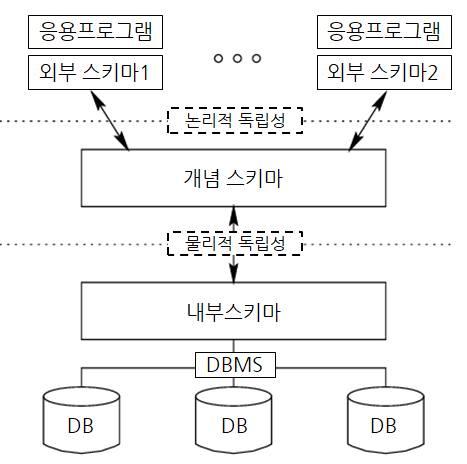 응용프로그램
응용프로그램
외부 스키마1
외부 스키마2
논리적 독립성
개념 스키마
물리적 독립성
내부스키마
DBMS
DB
DB
DB